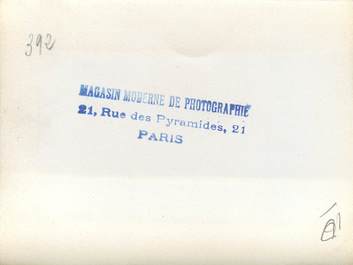 392
MAGASIN MODERNE DE PHOTOGRAPHIE
21, Rue des Pyramides, 21
PARIS